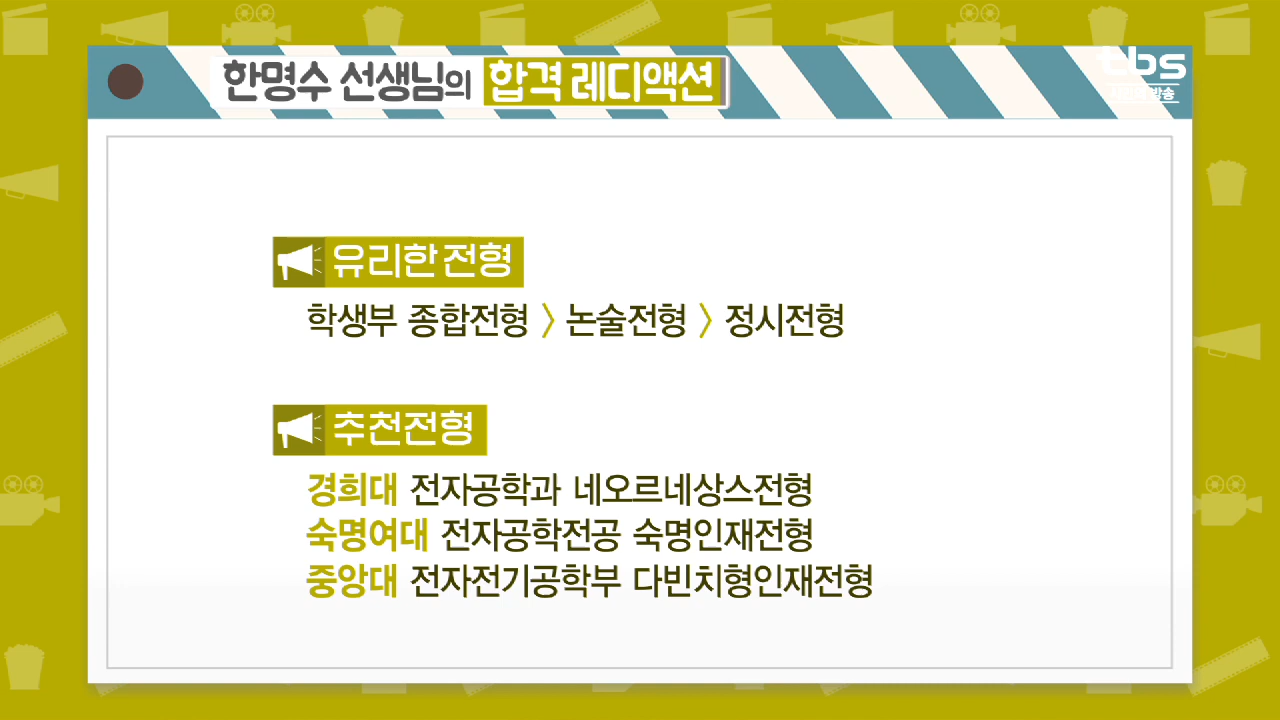 한명수 선생님의 합격 레디액션
tbs
유리한 전형
학생부 종합전형 > 논술전형 > 정시전형
추천전형
경희대 전자공학과 네오르네상스전형
숙명여대 전자공학전공 숙명인재전형
중앙대 전자전기공학부 다빈치형인재전형